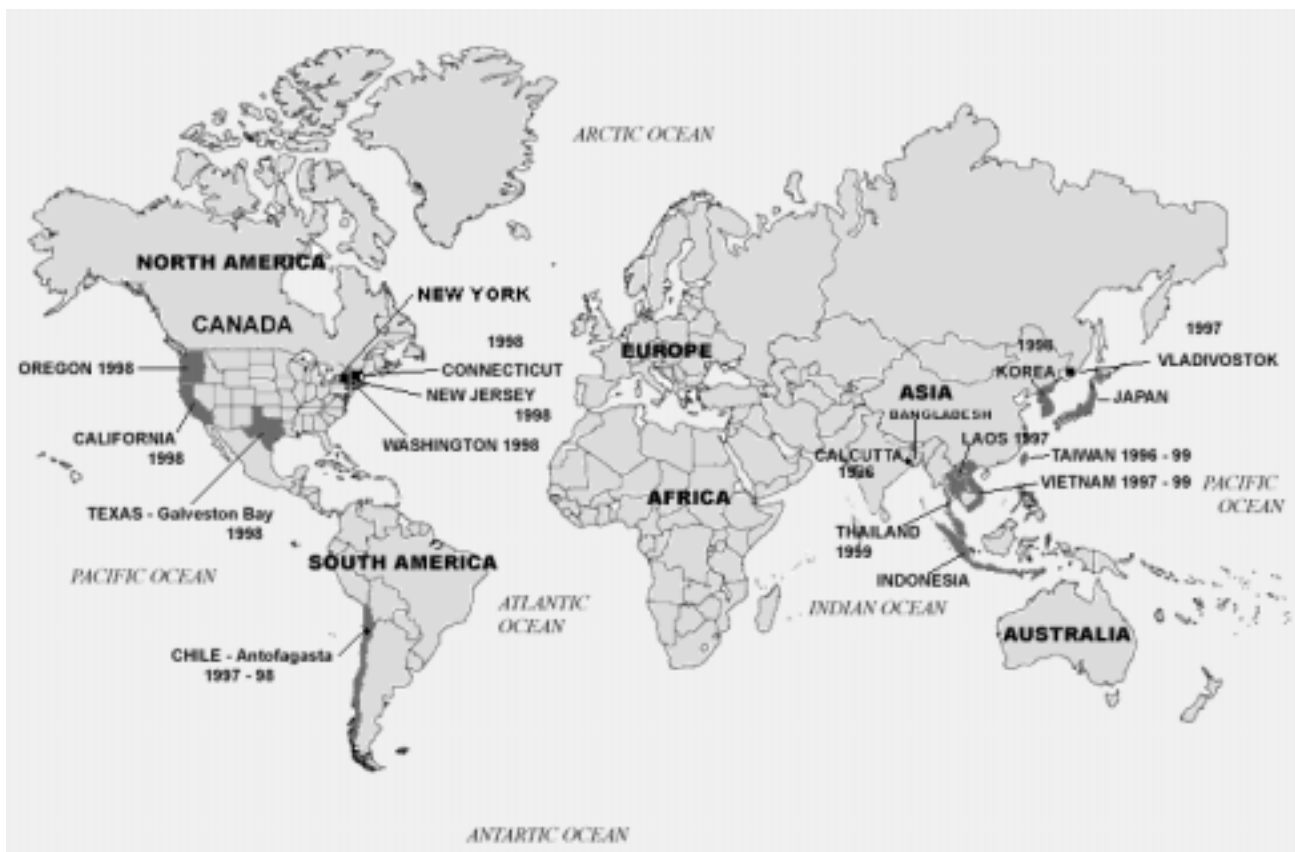 ARCTIC OCEAN
NORTH AMERICA
NEW YORK
CANADA
1998
1997
1998
OREGON 1998
EUROPE
VLADIVOSTOK
CONNECTICUT
KOREA
NEW JERSEY
1998
ASIA
JAPAN
BANGLADESH
CALIFORNIA
1998
WASHINGTON 1998
LAOS 1997
CALCUTTA
1996
TAIWAN 1996 - 99
VIETNAM 1997 - 99
PACIFIC
OCEAN
AFRICA
TEXAS - Galveston Bay
1998
THAILAND
1999
SOUTH AMERICA
PACIFIC OCEAN
INDONESIA
ATLANTIC
OCEAN
INDIAN OCEAN
AUSTRALIA
CHILE - Antofagasta
1997 - 98
ANTARTIC OCEAN